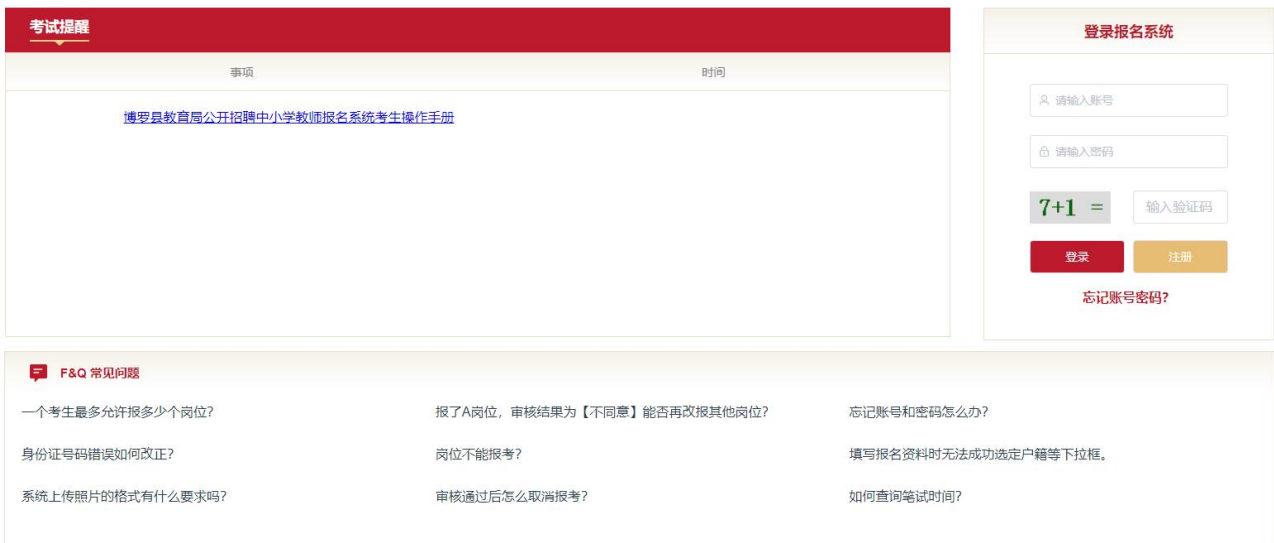 考试提醒
事项 时间
博罗县教育局公开招聘中小学教师报名系统考生操作手册
登录报名系统
请输入账号
请输入密码
7+1 = 输入验证码
登录 注册
忘记账号密码?
F&Q 常见问题
一个考生最多允许报多少个岗位? 报了A岗位，审核结果为【不同意】能否再改报其他岗位? 忘记账号和密码怎么办?
身份证号码错误如何改正? 岗位不能报考? 填写报名资料时无法成功选定户籍等下拉框。
系统上传照片的格式有什么要求吗? 审核通过后怎么取消报考? 如何查询笔试时间?